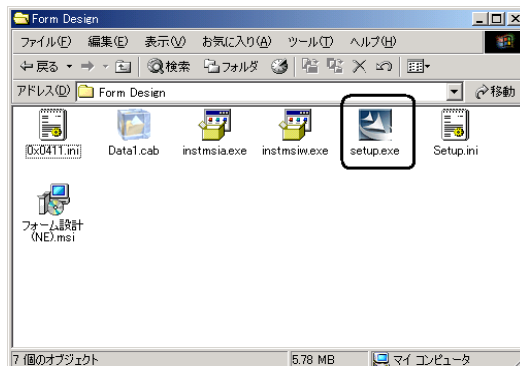 Form Design
ファイル(F) 編集(E) 表示(V) お気に入り(A) ツール(T) ヘルプ(H)
戻る 検索 フォルダ
アドレス(D) Form Design 移動
0x0411.ini Data1.cab instmsia.exe instmsiw.exe setup.exe Setup.ini
フォーム設計
(NE).msi
7 個のオブジェクト 5.78 MB マイ コンピュータ